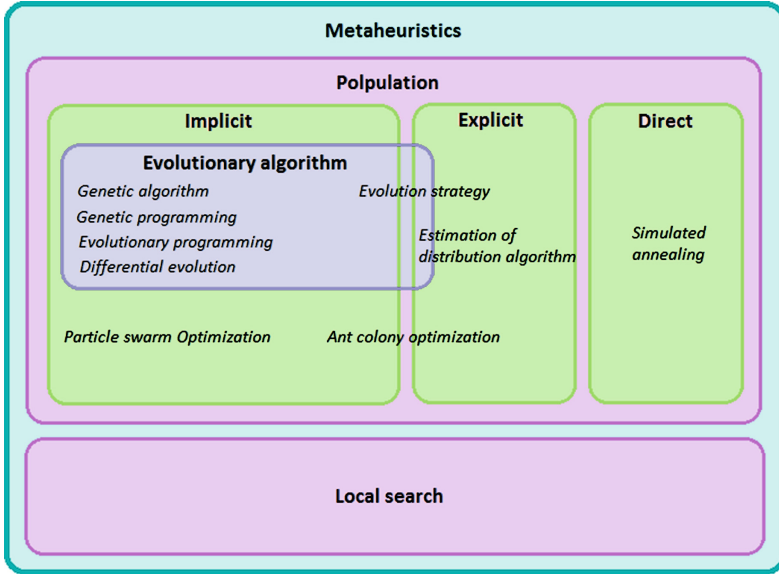 Metaheuristics
Polpulation
Implicit
Explicit
Direct
Evolutionary algorithm
Genetic algorithm
Evolution strategy
Genetic programming
Evolutionary programming
Differential evolution
Estimation of
distribution algorithm
Simulated
annealing
Particle swarm Optimization
Ant colony optimization
Local search